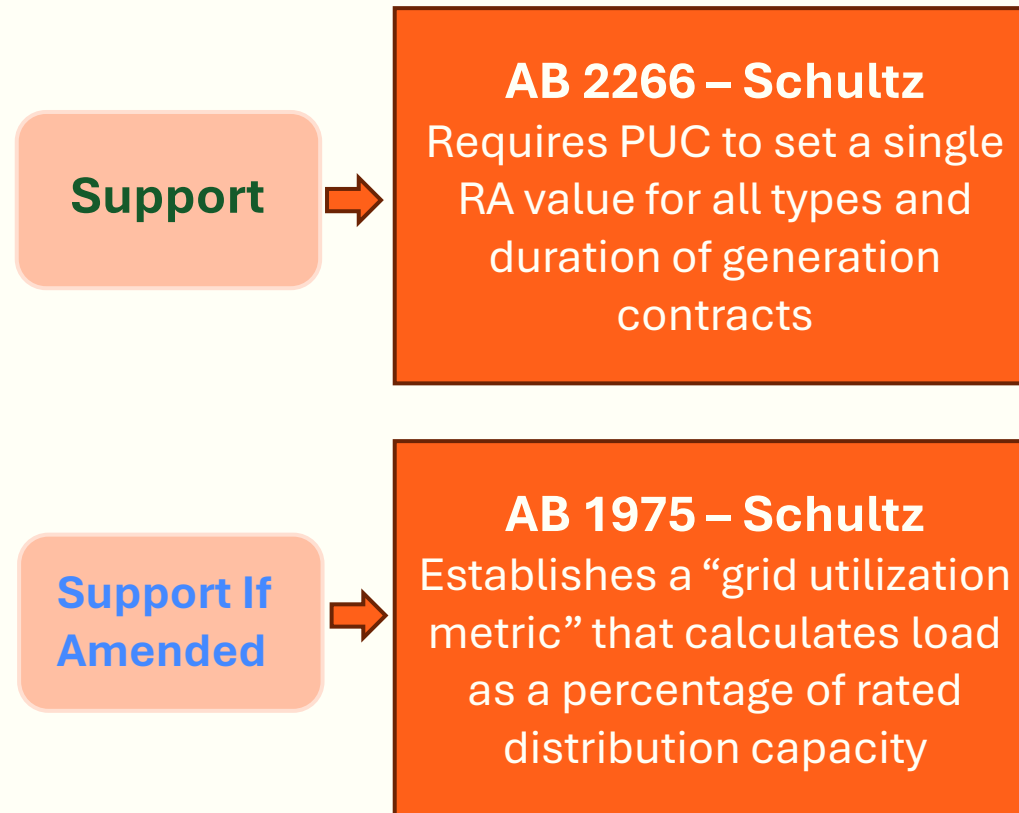 Support
AB 2266 – Schultz
Requires PUC to set a single
RA value for all types and
duration of generation
contracts
Support If
Amended
AB 1975 – Schultz
Establishes a “grid utilization
metric” that calculates load
as a percentage of rated
distribution capacity